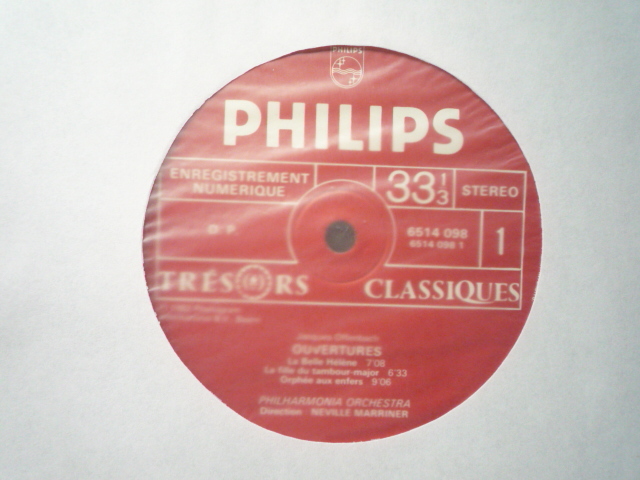 PHILIPS
PHILIPS
ENREGISTREMENT
NUMERIQUE
33 1/3
STEREO
6514 098
6514 098 1
1
TRÉSORS CLASSIQUES
Jacques Offenbach
OUVERTURES
La Belle Hélène 7'08
La fille du tambour-major 6'33
Orphée aux enfers 9'06
PHILHARMONIA ORCHESTRA
Direction NEVILLE MARRINER